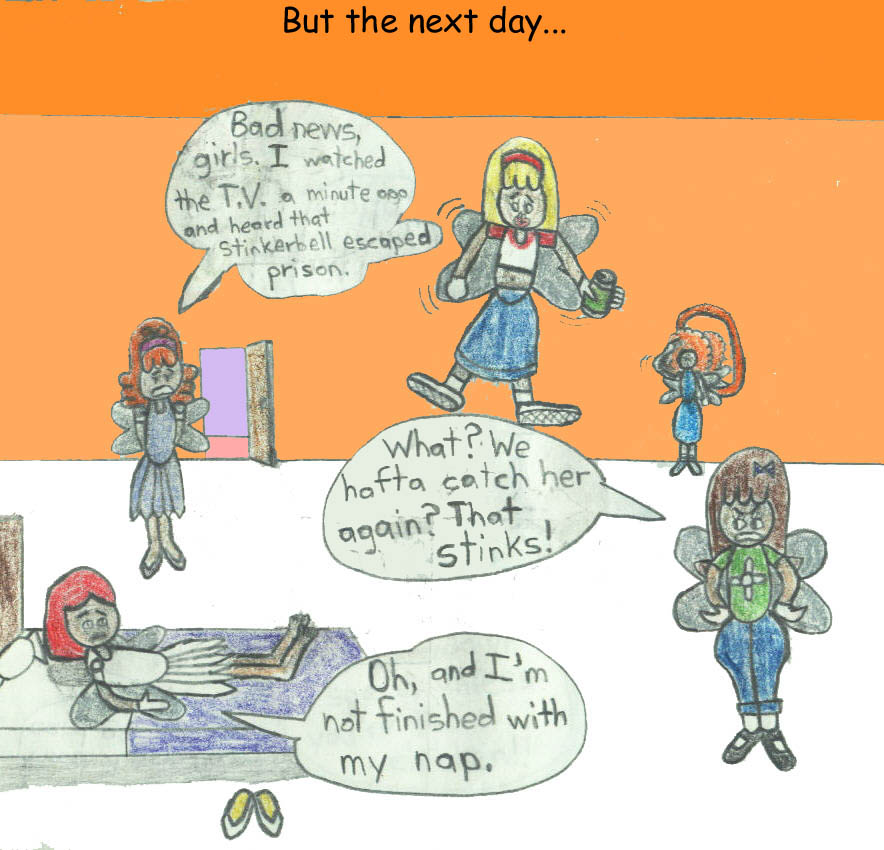 But the next day...
Bad news,
girls. I watched
the T.V. a minute ago
and heard that
Stinkerbell escaped
prison.
What? We
hafta catch her
again? That
stinks!
Oh, and I'm
not finished with
my nap.